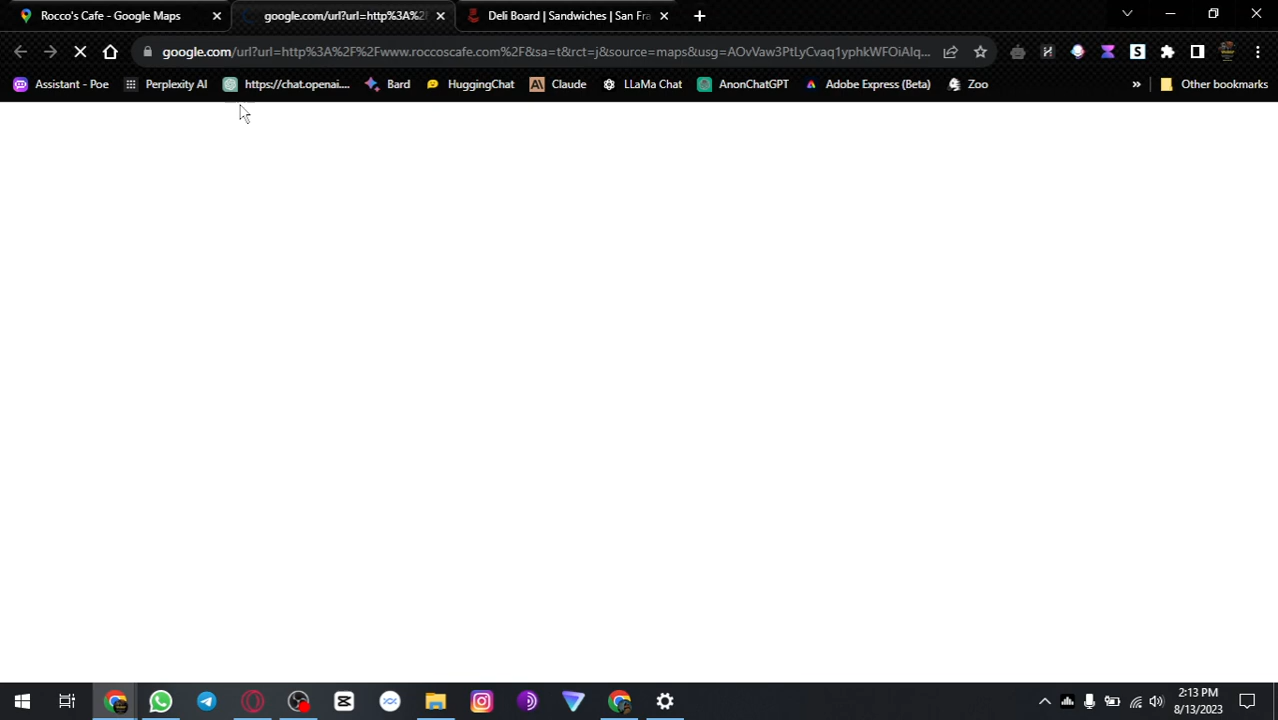 Rocco's Cafe - Google Maps
google.com/url?url=http%3A%2
Deli Board | Sandwiches | San Fra
google.com/url?url=http%3A%2F%2Fwww.roccoscafe.com%2F&sa=t&rct=j&source=maps&usg=AOvVaw3PtLyCvaq1yphkWFOiAlq...
Assistant - Poe
Perplexity AI
https://chat.openai....
Bard
HuggingChat
Claude
LLaMa Chat
AnonChatGPT
Adobe Express (Beta)
Zoo
»
Other bookmarks
2:13 PM
8/13/2023